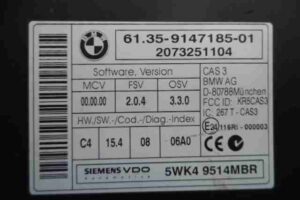 BMW
61.35-9147185-01
2073251104
Software, Version
MCV FSV OSV
00.00.00 2.0.4 3.3.0
HW./SW.-/Cod.-/Diag.-Index
C4 15.4 08 06A0
CAS 3
BMW AG
D-80788München
FCC ID: KR5CAS3
IC: 267 T - CAS3
SIEMENS VDO
5WK4 9514MBR